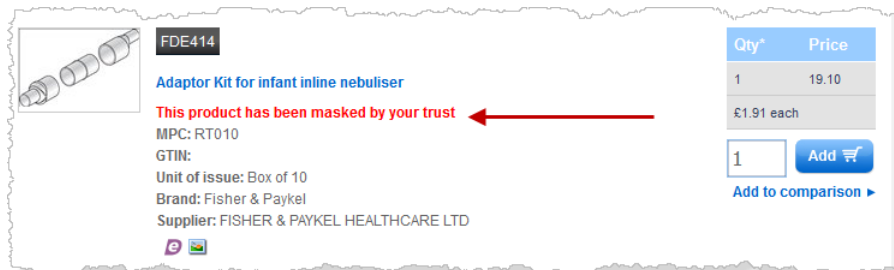 FDE414
Adaptor Kit for infant inline nebuliser
This product has been masked by your trust
MPC: RT010
GTIN:
Unit of issue: Box of 10
Brand: Fisher & Paykel
Supplier: FISHER & PAYKEL HEALTHCARE LTD
e
Qty* Price
1 19.10
£1.91 each
1 Add
Add to comparison ▸